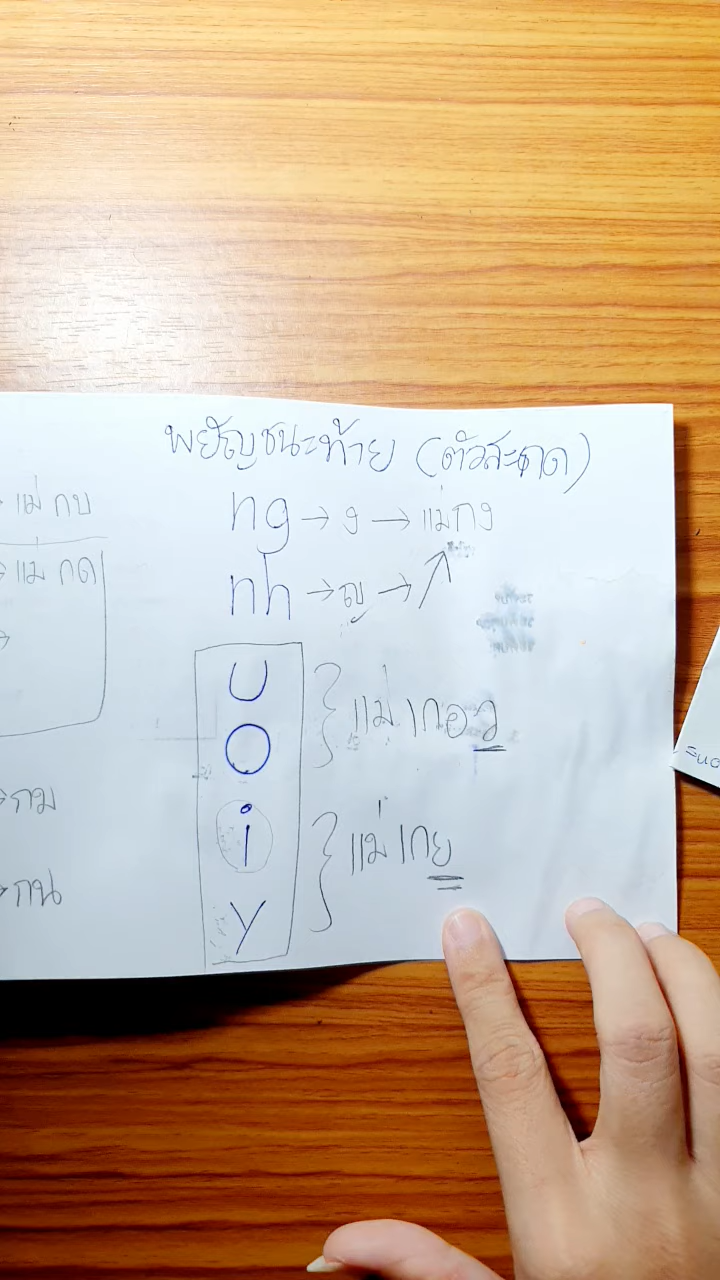 พยัญชนะท้าย (ตัวสะกด)
→ แม่ กบ
ng → ง → แม่กง
→ แม่ กด
nh → ญ → ↗
→
u
o
} แม่ เกอว
→ กม
i
y
} แม่ เกย
→ กน